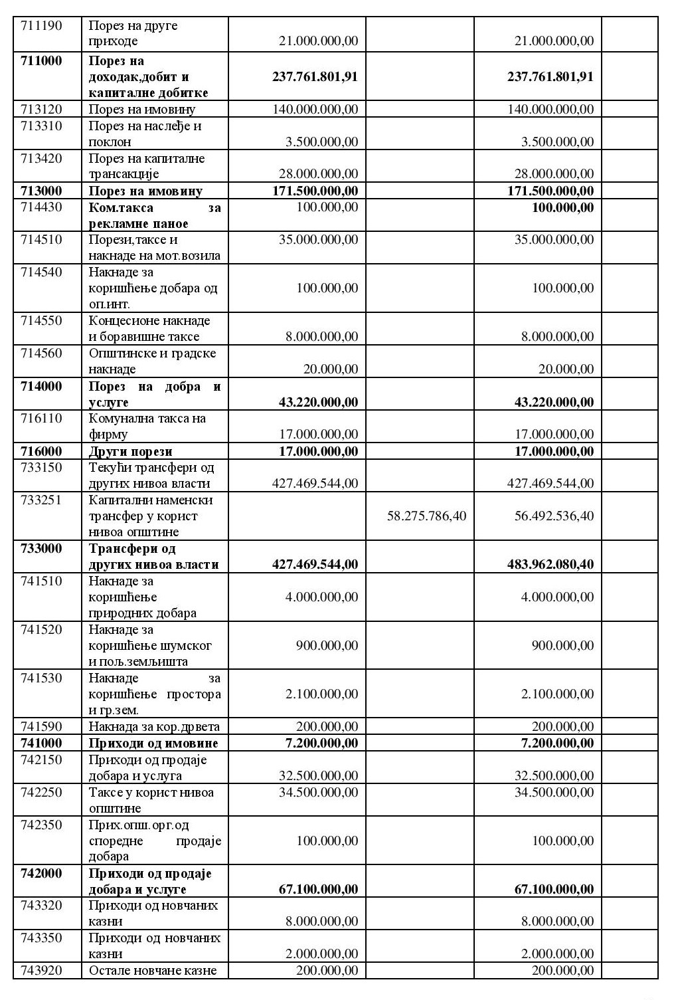 711190 Порез на друге
приходе 21.000.000,00 21.000.000,00
711000 Порез на
доходак,добит и 237.761.801,91 237.761.801,91
капиталне добитке
713120 Порез на имовину 140.000.000,00 140.000.000,00
713310 Порез на наслеђе и
поклон 3.500.000,00 3.500.000,00
713420 Порез на капиталне
трансакције 28.000.000,00 28.000.000,00
713000 Порез на имовину 171.500.000,00 171.500.000,00
714430 Ком.такса за 100.000,00 100.000,00
рекламне паное
714510 Порези,таксе и 35.000.000,00 35.000.000,00
накнаде на мот.возила
714540 Накнаде за
коришћење добара од 100.000,00 100.000,00
оп.инт.
714550 Концесионе накнаде
и боравишне таксе 8.000.000,00 8.000.000,00
714560 Општинске и градске
накнаде 20.000,00 20.000,00
714000 Порез на добра и
услуге 43.220.000,00 43.220.000,00
716110 Комунална такса на
фирму 17.000.000,00 17.000.000,00
716000 Други порези 17.000.000,00 17.000.000,00
733150 Текући трансфери од
других нивоа власти 427.469.544,00 427.469.544,00
733251 Капитални наменски
трансфер у корист 58.275.786,40 56.492.536,40
нивоа општине
733000 Трансфери од
других нивоа власти 427.469.544,00 483.962.080,40
741510 Накнаде за
коришћење 4.000.000,00 4.000.000,00
природних добара
741520 Накнаде за
коришћење шумског 900.000,00 900.000,00
и пољ.земљишта
741530 Накнаде за
коришћење простора 2.100.000,00 2.100.000,00
и гр.зем.
741590 Накнада за кор.дрвета 200.000,00 200.000,00
741000 Приходи од имовине 7.200.000,00 7.200.000,00
742150 Приходи од продаје
добара и услуга 32.500.000,00 32.500.000,00
742250 Таксе у корист нивоа 34.500.000,00 34.500.000,00
општине
742350 Прих.опш.орг.од
споредне продаје 100.000,00 100.000,00
добара
742000 Приходи од продаје
добара и услуге 67.100.000,00 67.100.000,00
743320 Приходи од новчаних
казни 8.000.000,00 8.000.000,00
743350 Приходи од новчаних
казни 2.000.000,00 2.000.000,00
743920 Остале новчане казне 200.000,00 200.000,00